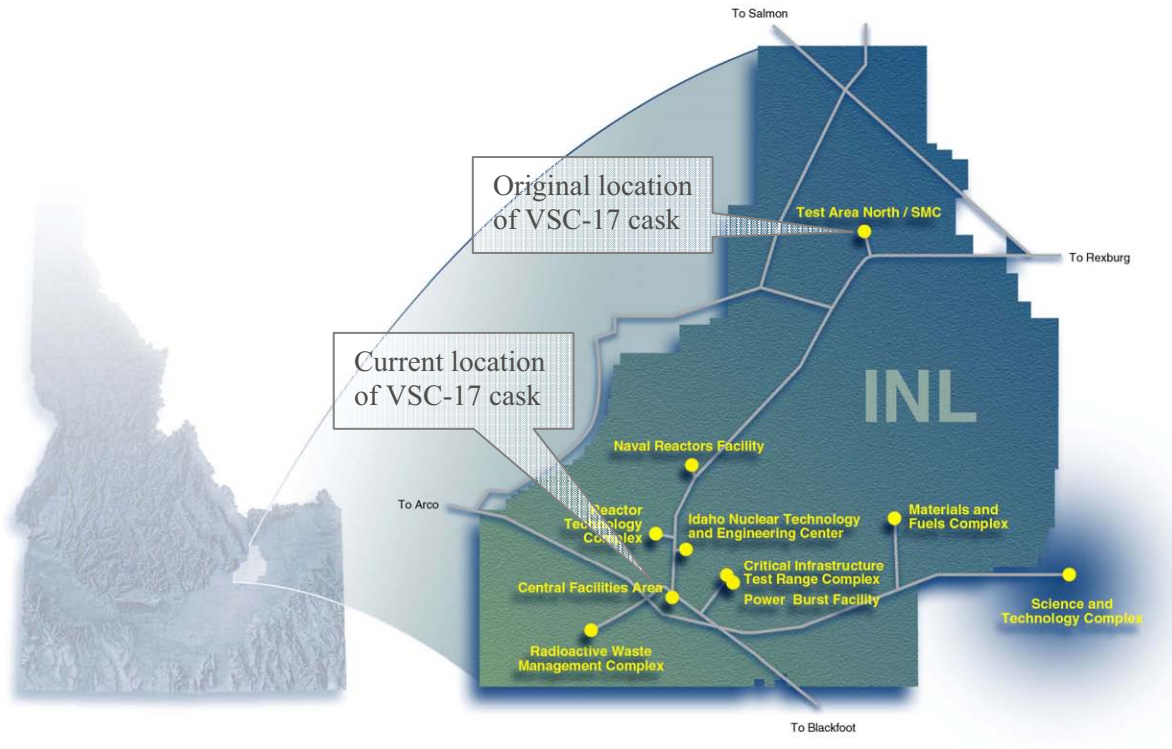 To Salmon
Original location
of VSC-17 cask
Test Area North / SMC
To Rexburg
Current location
of VSC-17 cask
INL
Naval Reactors Facility
To Arco
Reactor
Technology
Complex
Idaho Nuclear Technology
and Engineering Center
Materials and
Fuels Complex
Critical Infrastructure
Test Range Complex
Power Burst Facility
Central Facilities Area
Science and
Technology Complex
Radioactive Waste
Management Complex
To Blackfoot